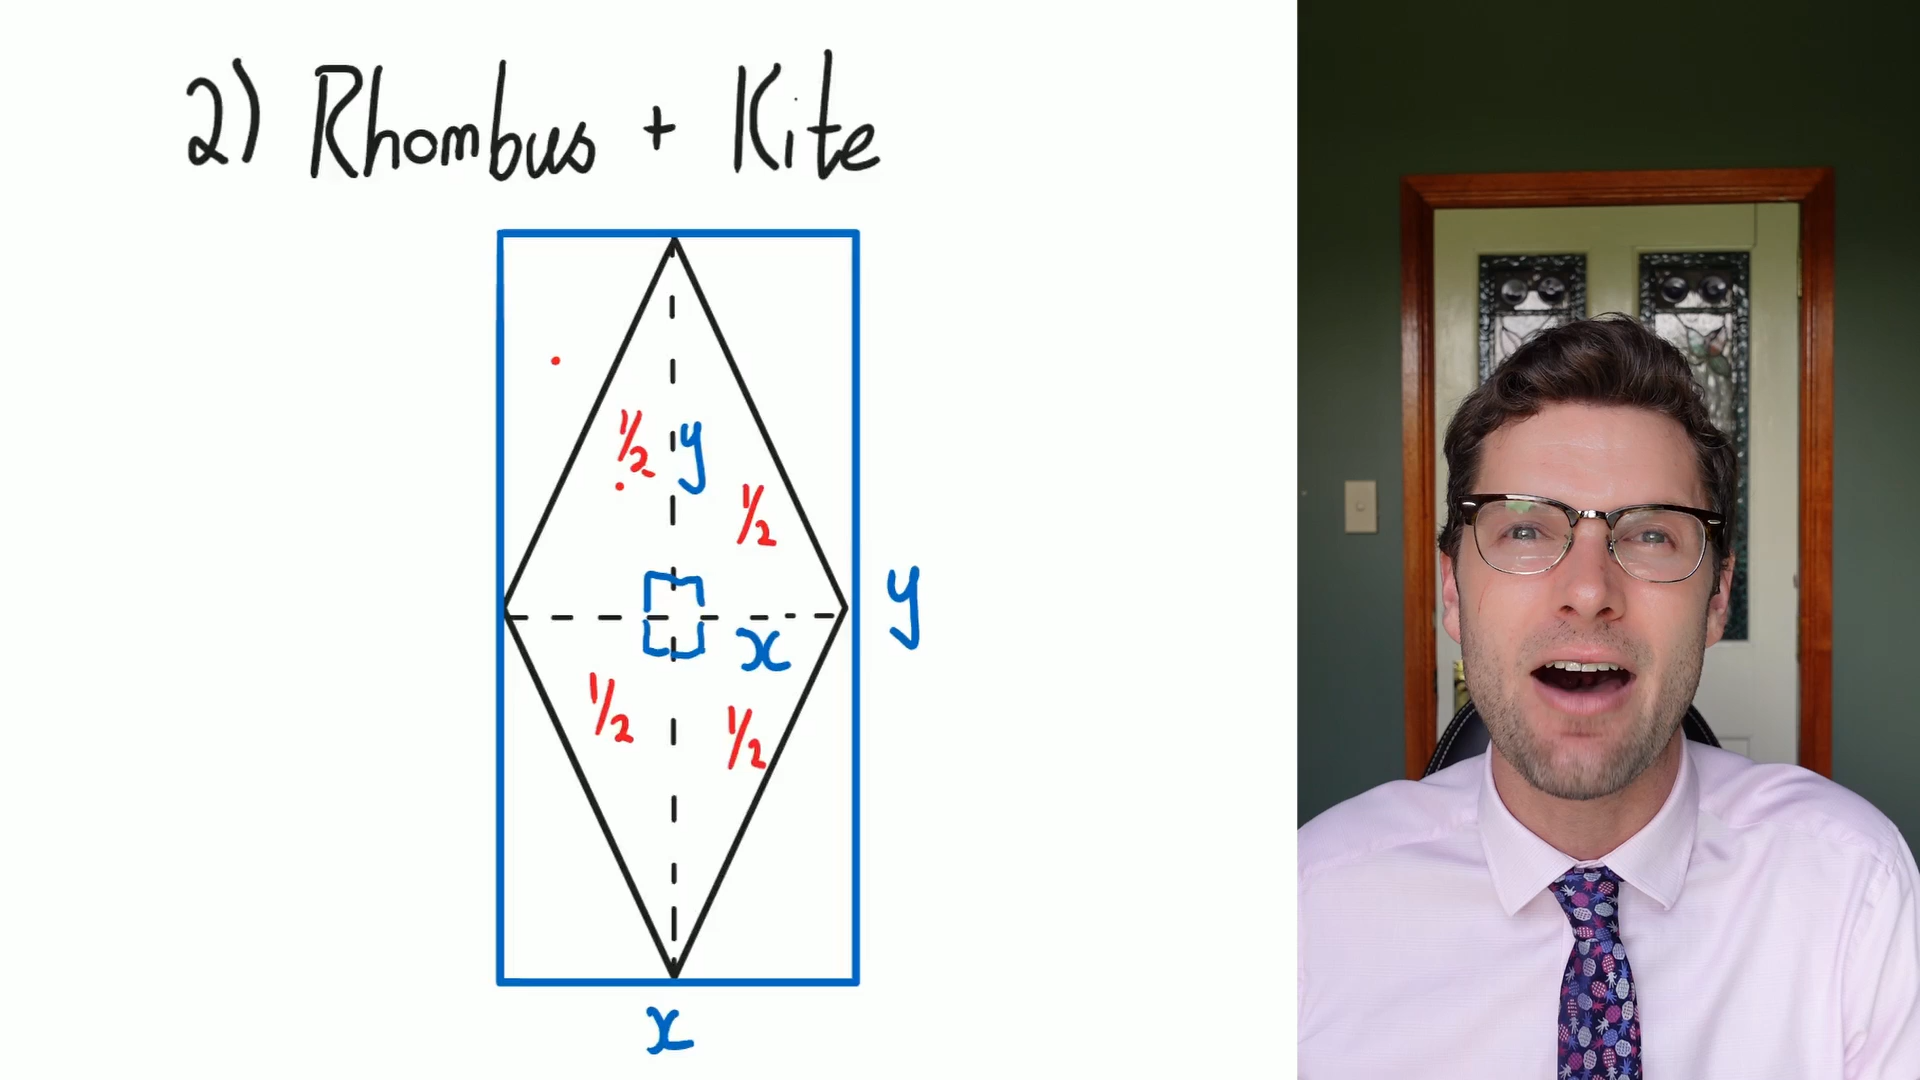 2) Rhombus + Kite
1/2 y
1/2
y
x
1/2
1/2
x